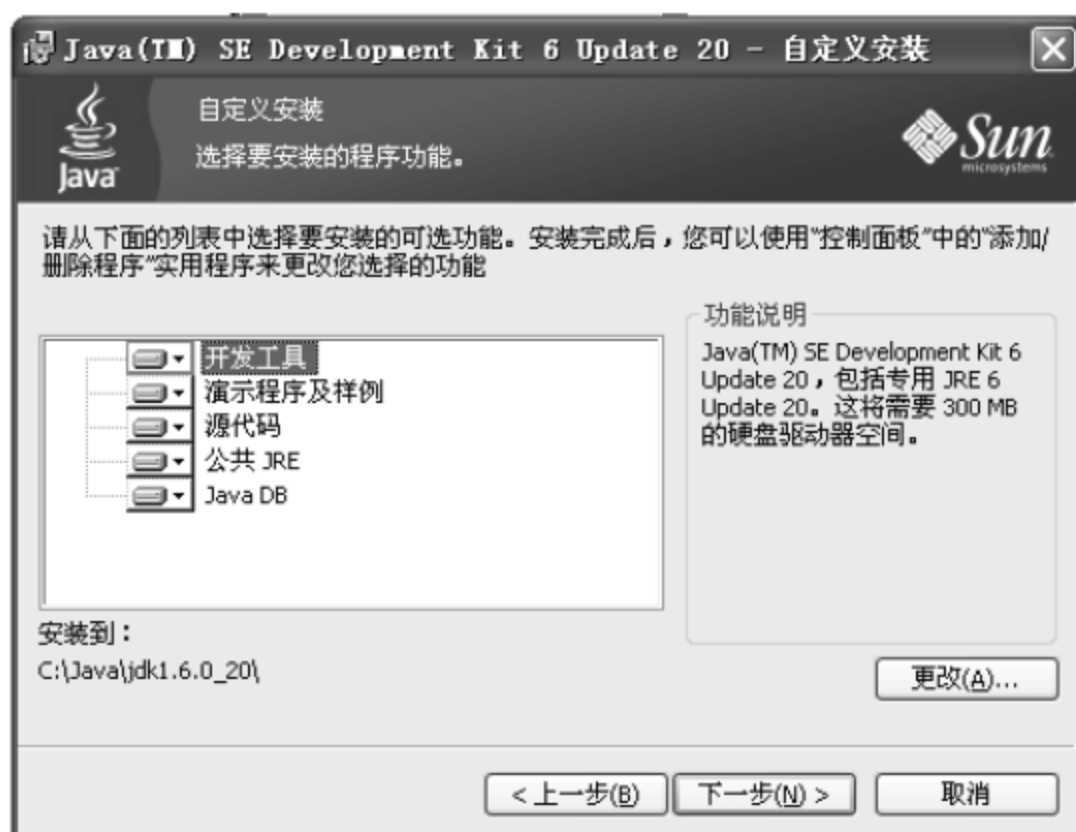 Java(TM) SE Development Kit 6 Update 20 - 自定义安装
自定义安装
选择要安装的程序功能。
Java
Sun
microsystems
请从下面的列表中选择要安装的可选功能。安装完成后，您可以使用"控制面板"中的"添加/
删除程序"实用程序来更改您选择的功能
开发工具
演示程序及样例
源代码
公共 JRE
Java DB
功能说明
Java(TM) SE Development Kit 6
Update 20，包括专用 JRE 6
Update 20。这将需要 300 MB
的硬盘驱动器空间。
安装到：
C:\Java\jdk1.6.0_20\
更改(A)...
<上一步(B)
下一步(N) >
取消